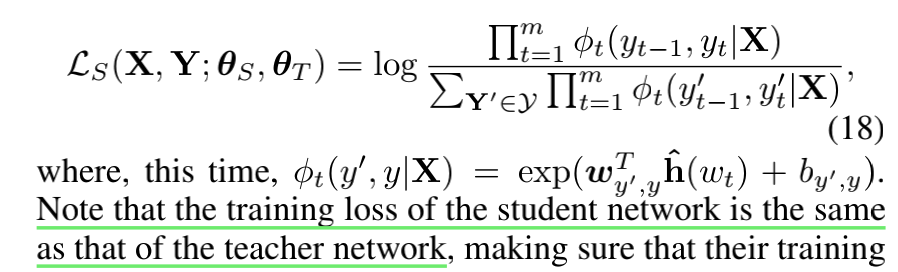 $\mathcal{L}_S(\mathbf{X}, \mathbf{Y}; \boldsymbol{\theta}_S, \boldsymbol{\theta}_T) = \log \frac{\prod_{t=1}^{m} \phi_t(y_{t-1}, y_t|\mathbf{X})}{\sum_{\mathbf{Y}' \in \mathcal{Y}} \prod_{t=1}^{m} \phi_t(y'_{t-1}, y'_t|\mathbf{X})},$
(18)
where, this time, $\phi_t(y', y|\mathbf{X}) = \exp(\boldsymbol{w}_{y',y}^T \hat{\mathbf{h}}(w_t) + b_{y',y}).$
Note that the training loss of the student network is the same
as that of the teacher network, making sure that their training